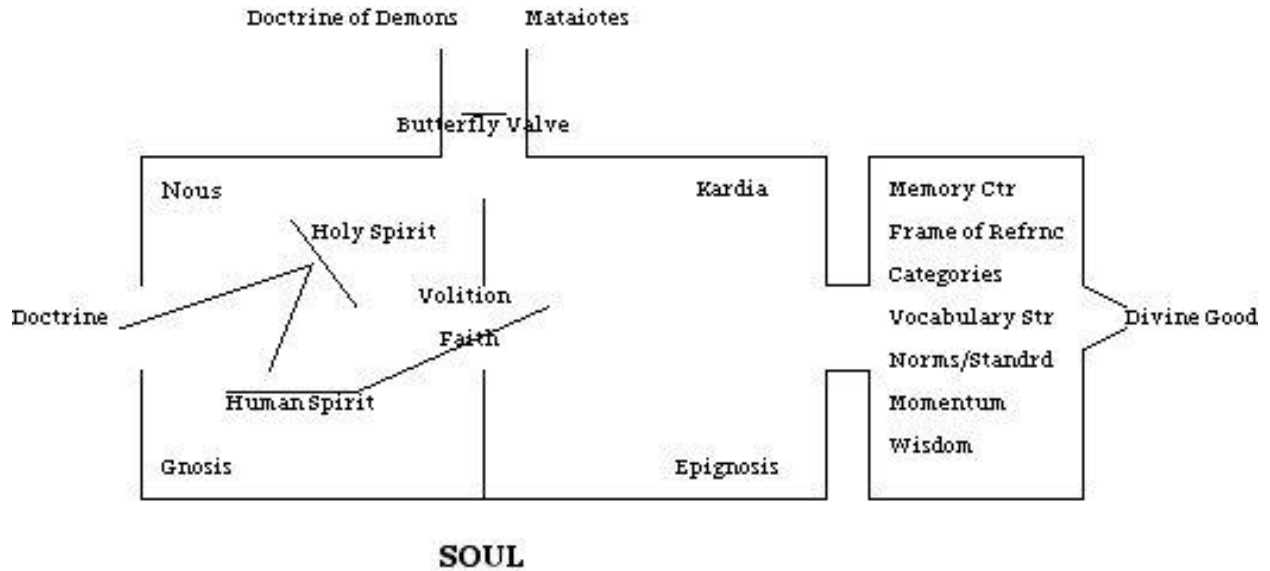 Doctrine of Demons
Mataiotes
Butterfly Valve
Nous
Kardia
Memory Ctr
Holy Spirit
Frame of Refrnc
Categories
Volition
Doctrine
Vocabulary Str
Divine Good
Faith
Norms/Standrd
Human Spirit
Momentum
Wisdom
Gnosis
Epignosis
SOUL